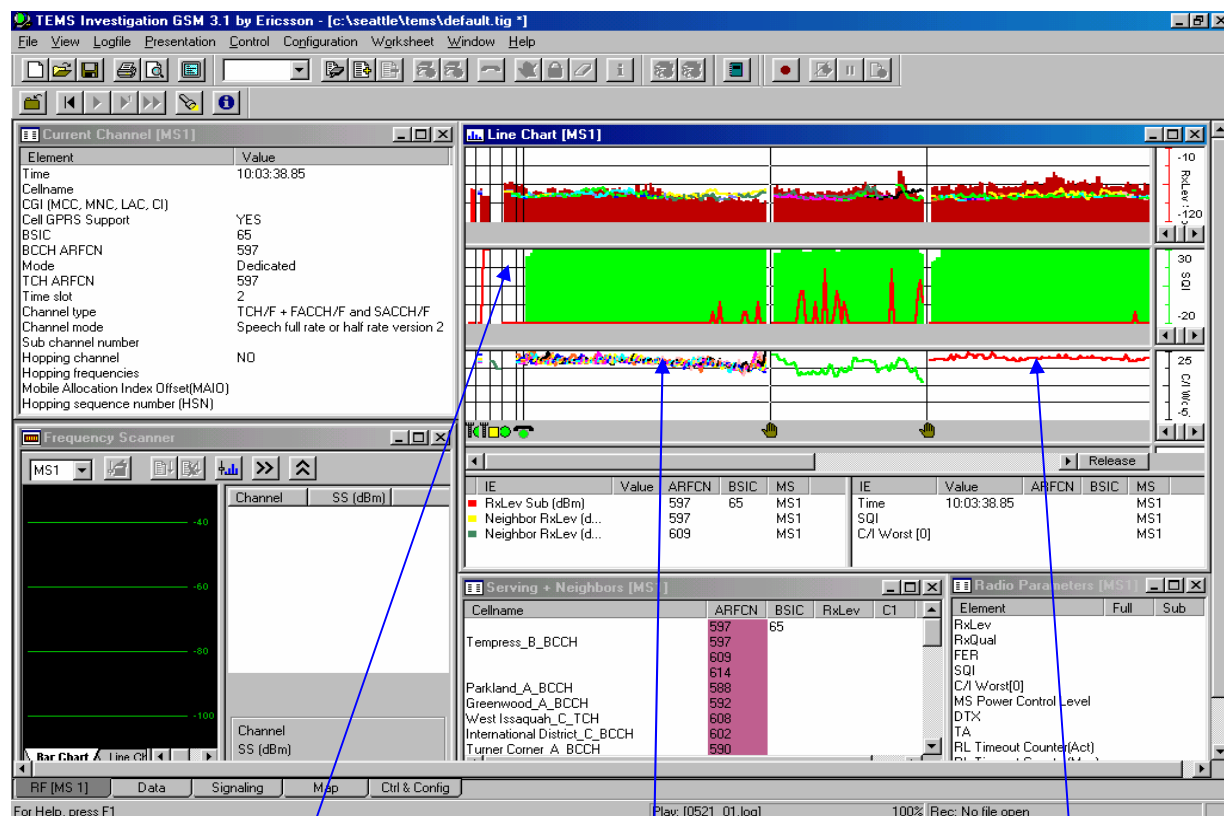 TEMS Investigation GSM 3.1 by Ericsson - [c:\seattle\tems\default.tig *]
File View Logfile Presentation Control Configuration Worksheet Window Help
Current Channel [MS1]
Element Value
Time 10:03:38.85
Cellname
CGI (MCC, MNC, LAC, CI)
Cell GPRS Support YES
BSIC 65
BCCH ARFCN 597
Mode Dedicated
TCH ARFCN 597
Time slot 2
Channel type TCH/F + FACCH/F and SACCH/F
Channel mode Speech full rate or half rate version 2
Sub channel number
Hopping channel NO
Hopping frequencies
Mobile Allocation Index Offset(MAIO)
Hopping sequence number (HSN)
Line Chart [MS1]
-10
RxLev
-120
30
SQI
-20
25
C/I Wc
-5.
Release
IE Value ARFCN BSIC MS
RxLev Sub (dBm) 597 65 MS1
Neighbor RxLev (d... 597 MS1
Neighbor RxLev (d... 609 MS1
IE Value ARFCN BSIC MS
Time 10:03:38.85 MS1
SQI MS1
C/I Worst [0] MS1
Frequency Scanner
MS1
-40
-60
-80
-100
Channel SS (dBm)
Channel
SS (dBm)
Bar Chart Line Ch
Serving + Neighbors [MS1]
Cellname ARFCN BSIC RxLev C1
597 65
Tempress_B_BCCH 597
609
614
Parkland_A_BCCH 588
Greenwood_A_BCCH 592
West Issaquah_C_TCH 608
International District_C_BCCH 602
Turner Corner_A_BCCH 590
Radio Parameters [MS1]
Element Full Sub
RxLev
RxQual
FER
SQI
C/I Worst[0]
MS Power Control Level
DTX
TA
RL Timeout Counter(Act)
RF [MS 1] Data Signaling Map Ctrl & Config
For Help, press F1
Play: [0521_01.log] 100% Rec: No file open